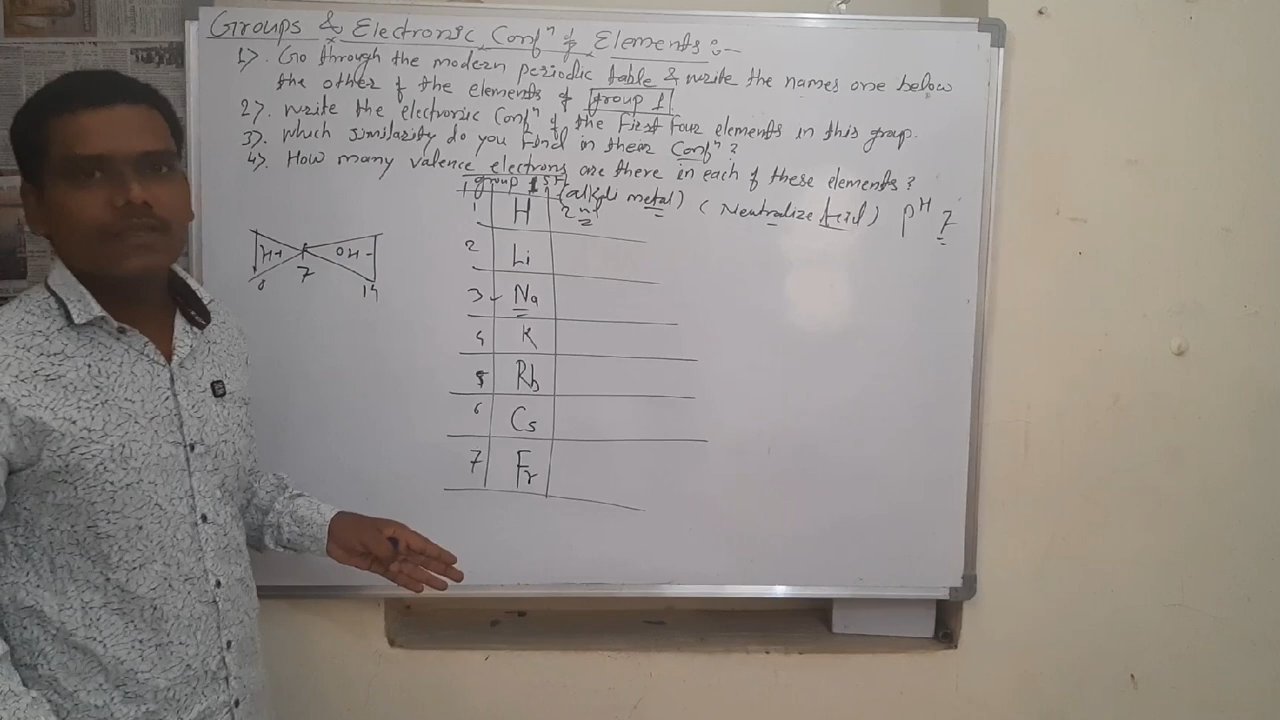 Groups & Electronic Confⁿ of Elements :-
1). Go through the modern periodic table & write the names one below
the other of the elements of group 1.
2). write the electronic Confⁿ of the first four elements in this group.
3). which similarity do you find in their Confⁿ ?
4). How many valence electrons are there in each of these elements ?
group 1st (alkali metal) (Neutralize Acid) pH 7
1 H
2 Li
3 Na
4 K
5 Rb
6 Cs
7 Fr
H+ OH-
0 7 14